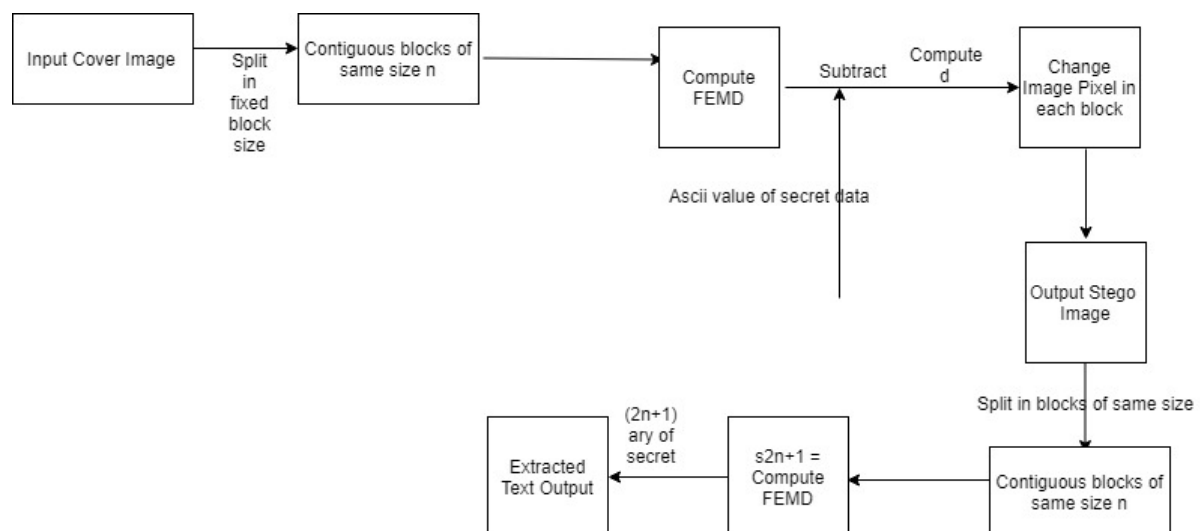 Input Cover Image
Split
in
fixed
block
size
Contiguous blocks of
same size n
Compute
FEMD
Subtract
Compute
d
Change
Image Pixel in
each block
Ascii value of secret data
Output Stego
Image
Split in blocks of same size
Contiguous blocks of
same size n
s2n+1 =
Compute
FEMD
(2n+1)
ary of
secret
Extracted
Text Output